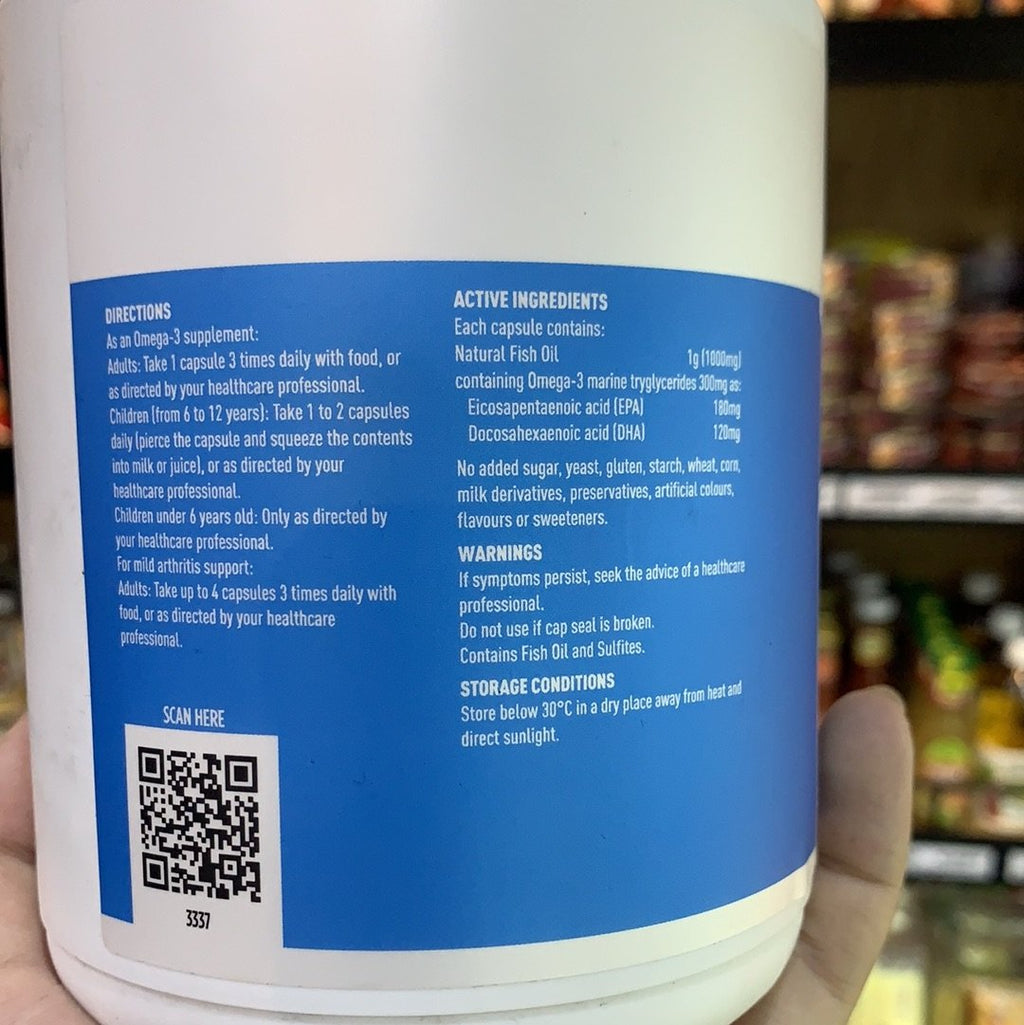 DIRECTIONS
As an Omega-3 supplement:
Adults: Take 1 capsule 3 times daily with food, or
as directed by your healthcare professional.
Children (from 6 to 12 years): Take 1 to 2 capsules
daily (pierce the capsule and squeeze the contents
into milk or juice), or as directed by your
healthcare professional.
Children under 6 years old: Only as directed by
your healthcare professional.
For mild arthritis support:
Adults: Take up to 4 capsules 3 times daily with
food, or as directed by your healthcare
professional.
SCAN HERE
3337
ACTIVE INGREDIENTS
Each capsule contains:
Natural Fish Oil 1g (1000mg)
containing Omega-3 marine tryglycerides 300mg as:
Eicosapentaenoic acid (EPA) 180mg
Docosahexaenoic acid (DHA) 120mg
No added sugar, yeast, gluten, starch, wheat, corn,
milk derivatives, preservatives, artificial colours,
flavours or sweeteners.
WARNINGS
If symptoms persist, seek the advice of a healthcare
professional.
Do not use if cap seal is broken.
Contains Fish Oil and Sulfites.
STORAGE CONDITIONS
Store below 30°C in a dry place away from heat and
direct sunlight.